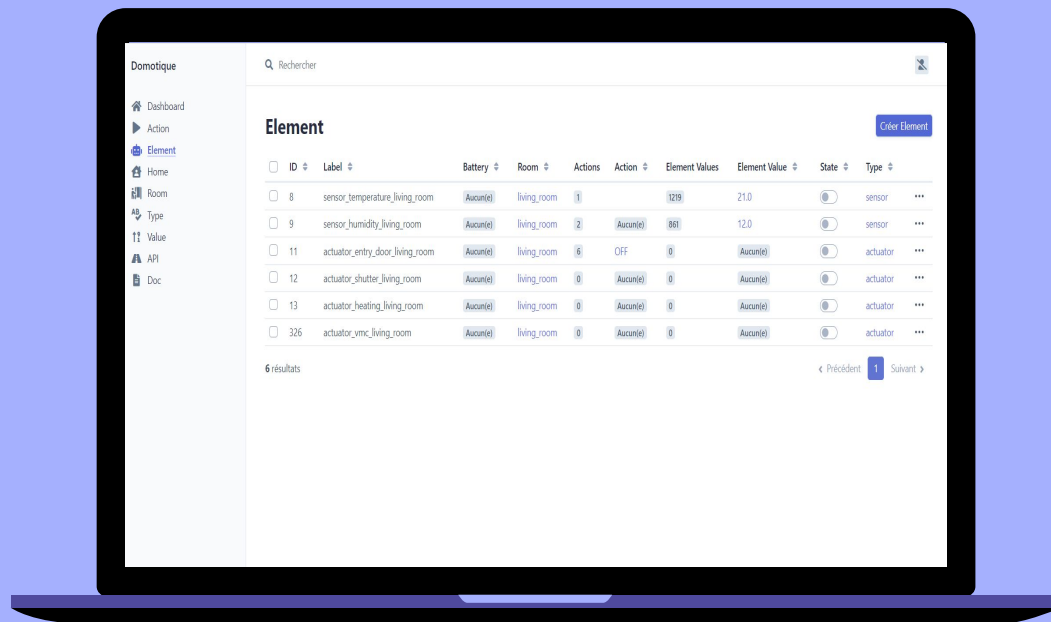 Domotique
Rechercher
Dashboard
Action
Element
Home
Room
Type
Value
API
Doc
Element
Créer Element
ID Label Battery Room Actions Action Element Values Element Value State Type
8 sensor_temperature_living_room Aucun(e) living_room 1 1219 21.0 sensor ...
9 sensor_humidity_living_room Aucun(e) living_room 2 Aucun(e) 861 12.0 sensor ...
11 actuator_entry_door_living_room Aucun(e) living_room 6 OFF 0 Aucun(e) actuator ...
12 actuator_shutter_living_room Aucun(e) living_room 0 Aucun(e) 0 Aucun(e) actuator ...
13 actuator_heating_living_room Aucun(e) living_room 0 Aucun(e) 0 Aucun(e) actuator ...
326 actuator_vmc_living_room Aucun(e) living_room 0 Aucun(e) 0 Aucun(e) actuator ...
6 résultats
‹ Précédent 1 Suivant ›